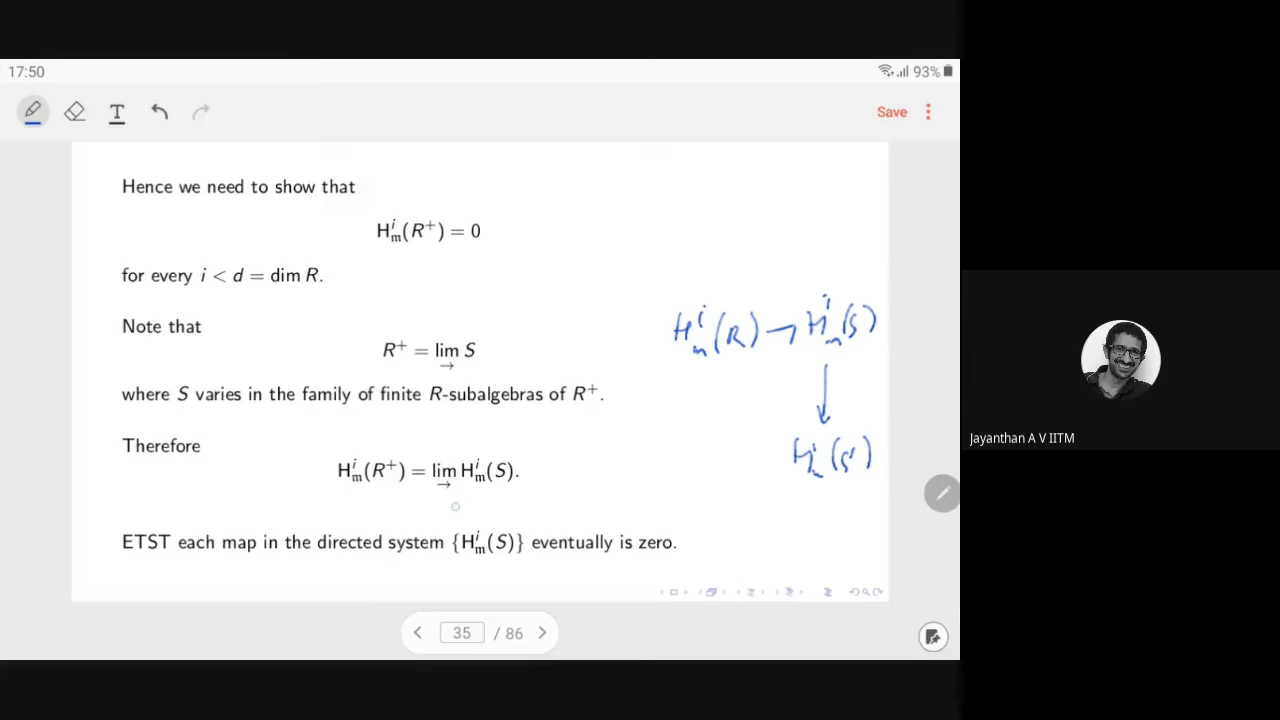 17:50
93%
T
Save
Hence we need to show that
H^i_𝔪(R^+) = 0
for every i < d = dim R.
Note that
R^+ = lim S
→
where S varies in the family of finite R-subalgebras of R^+.
Therefore
H^i_𝔪(R^+) = lim H^i_𝔪(S).
→
ETST each map in the directed system {H^i_𝔪(S)} eventually is zero.
H^i_m(R) → H^i_m(S)
↓
H^i_m(S')
35 / 86
Jayanthan A V IITM